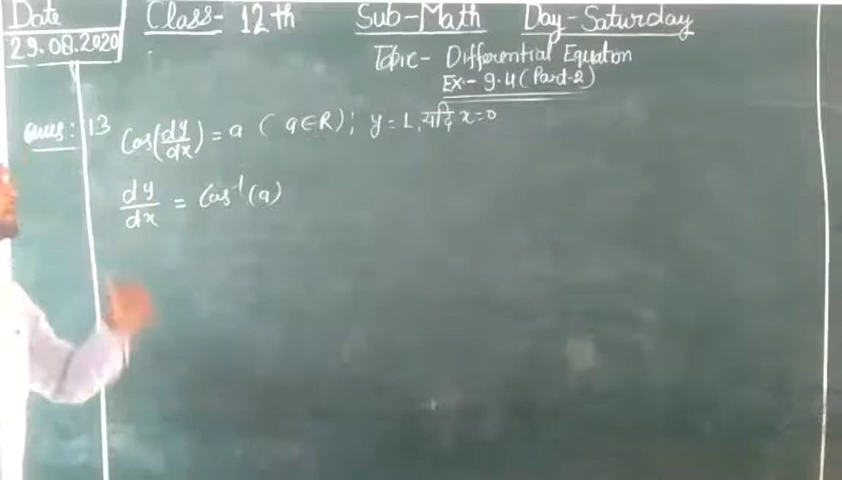 Date Class- 12th Sub-Math Day-Saturday
29.08.2020
Topic- Differential Equaton
Ex.- 9.4 (Part-2)
ques: 13 Cos(dy/dx) = a (a∈R); y = 1, यदि x=0
dy/dx = Cos⁻¹(a)